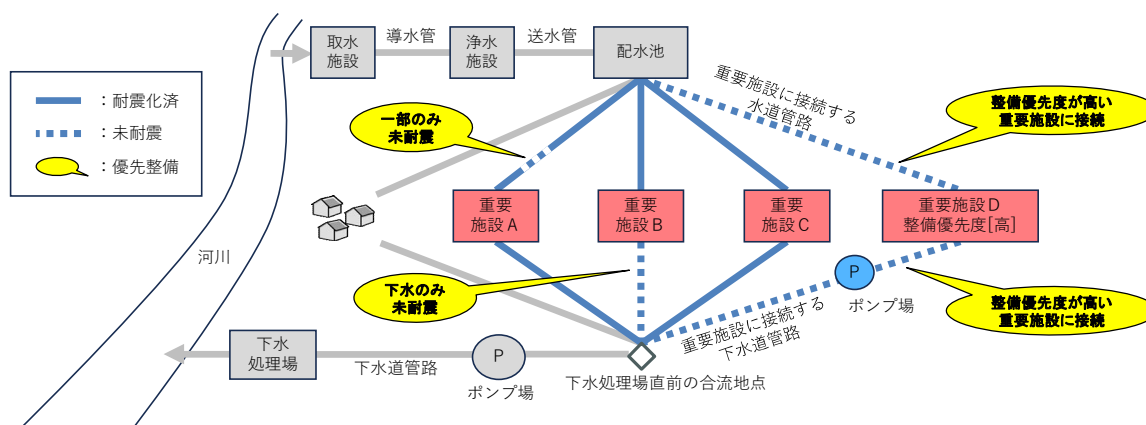 取水
施設
導水管
浄水
施設
送水管
配水池
：耐震化済
：未耐震
：優先整備
一部のみ
未耐震
重要施設に接続する
水道管路
整備優先度が高い
重要施設に接続
重要
施設A
重要
施設B
重要
施設C
重要施設D
整備優先度[高]
河川
下水のみ
未耐震
P
ポンプ場
整備優先度が高い
重要施設に接続
重要施設に接続する
下水道管路
下水
処理場
下水道管路
P
ポンプ場
下水処理場直前の合流地点